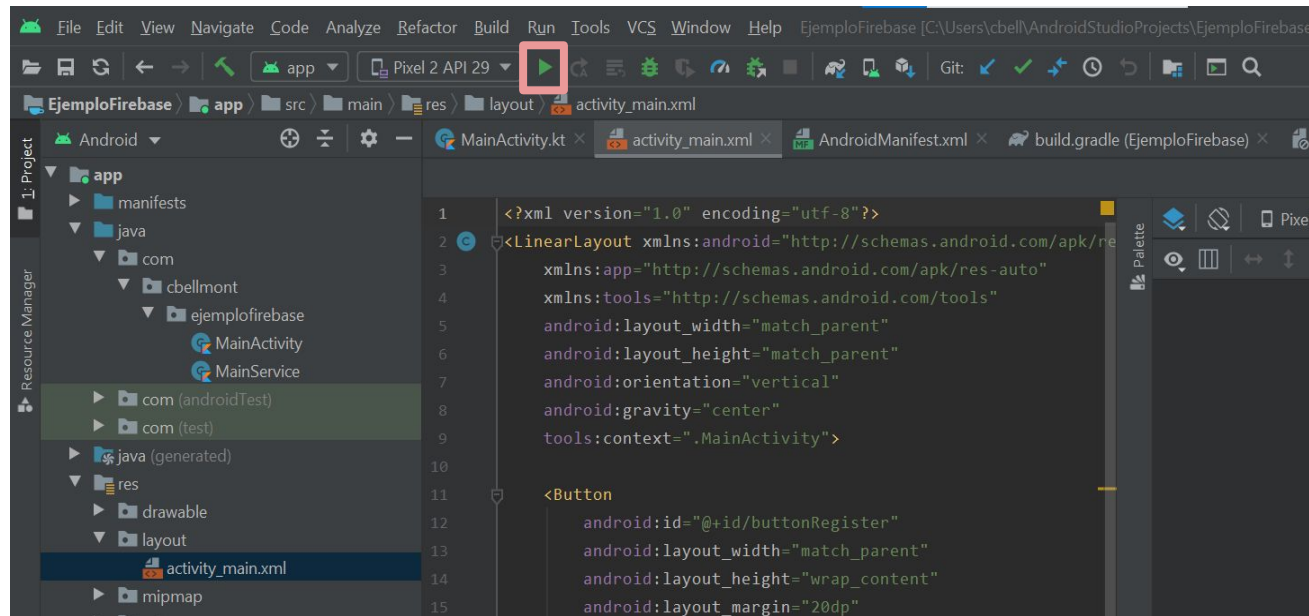 File Edit View Navigate Code Analyze Refactor Build Run Tools VCS Window Help EjemploFirebase [C:\Users\cbell\AndroidStudioProjects\EjemploFirebase
app Pixel 2 API 29 Git:
EjemploFirebase app src main res layout activity_main.xml
1: Project
Resource Manager
Android
app
manifests
java
com
cbellmont
ejemplofirebase
MainActivity
MainService
com (androidTest)
com (test)
java (generated)
res
drawable
layout
activity_main.xml
mipmap
MainActivity.kt activity_main.xml AndroidManifest.xml build.gradle (EjemploFirebase)
1 <?xml version="1.0" encoding="utf-8"?>
2 <LinearLayout xmlns:android="http://schemas.android.com/apk/re
3 xmlns:app="http://schemas.android.com/apk/res-auto"
4 xmlns:tools="http://schemas.android.com/tools"
5 android:layout_width="match_parent"
6 android:layout_height="match_parent"
7 android:orientation="vertical"
8 android:gravity="center"
9 tools:context=".MainActivity">
10
11 <Button
12 android:id="@+id/buttonRegister"
13 android:layout_width="match_parent"
14 android:layout_height="wrap_content"
15 android:layout_margin="20dp"
Palette
Pixe